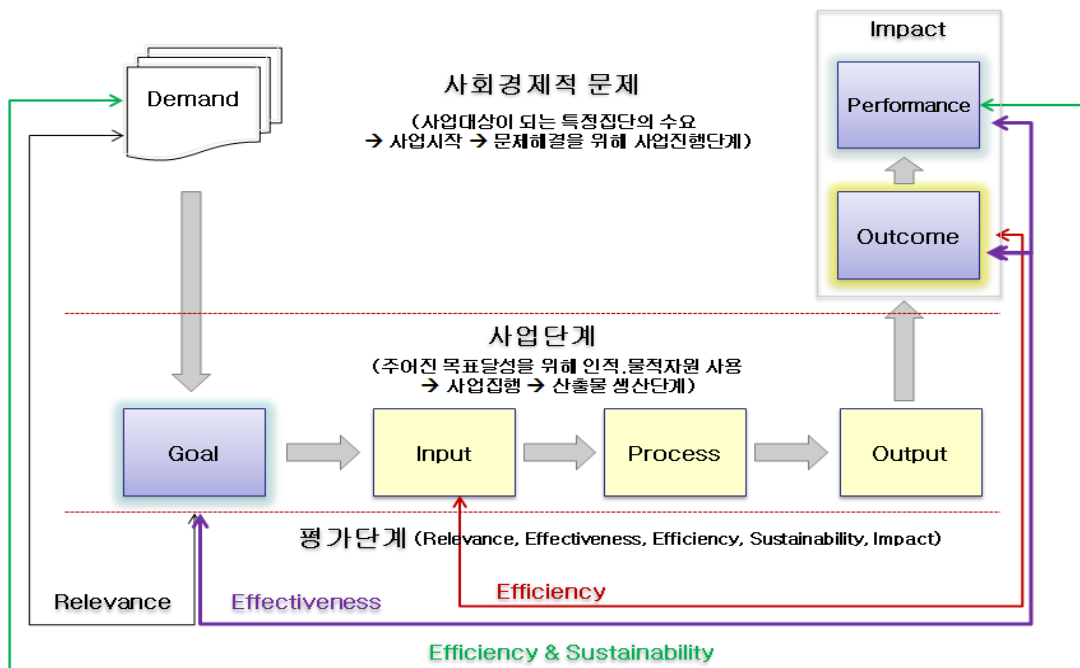 Impact
Demand
사회경제적 문제
Performance
(사업대상이 되는 특정집단의 수요
→ 사업시작 → 문제해결을 위해 사업진행단계)
Outcome
사업단계
(주어진 목표달성을 위해 인적.물적자원 사용
→ 사업집행 → 산출물 생산단계)
Goal
Input
Process
Output
평가단계 (Relevance, Effectiveness, Efficiency, Sustainability, Impact)
Efficiency
Relevance
Effectiveness
Efficiency & Sustainability